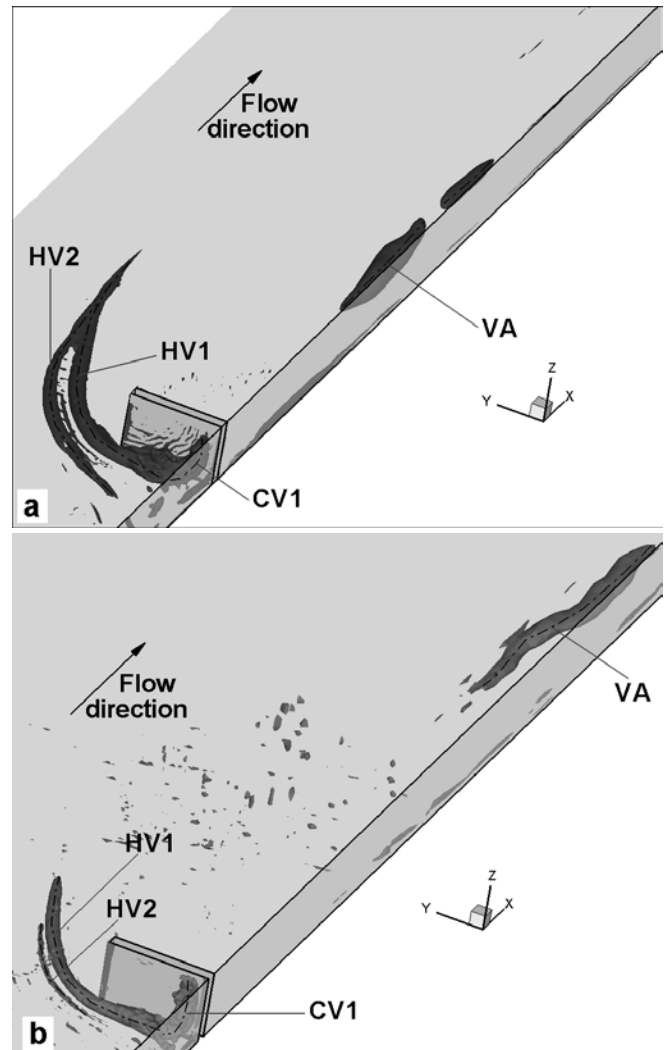 Flow
direction
HV2
HV1
VA
Z
Y
X
CV1
a
Flow
direction
VA
HV1
HV2
Z
Y
X
CV1
b